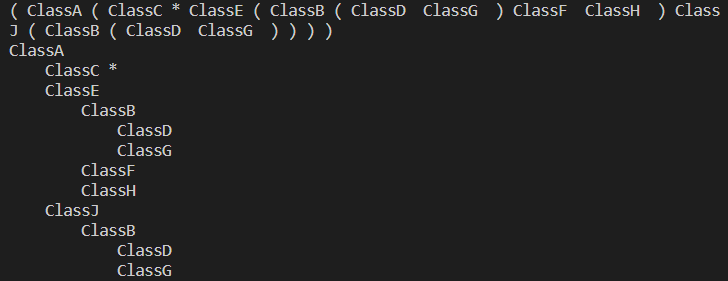 ( ClassA ( ClassC * ClassE ( ClassB ( ClassD  ClassG  ) ClassF  ClassH  ) Class
J ( ClassB ( ClassD  ClassG  ) ) ) )
ClassA
    ClassC *
    ClassE
        ClassB
            ClassD
            ClassG
        ClassF
        ClassH
    ClassJ
        ClassB
            ClassD
            ClassG